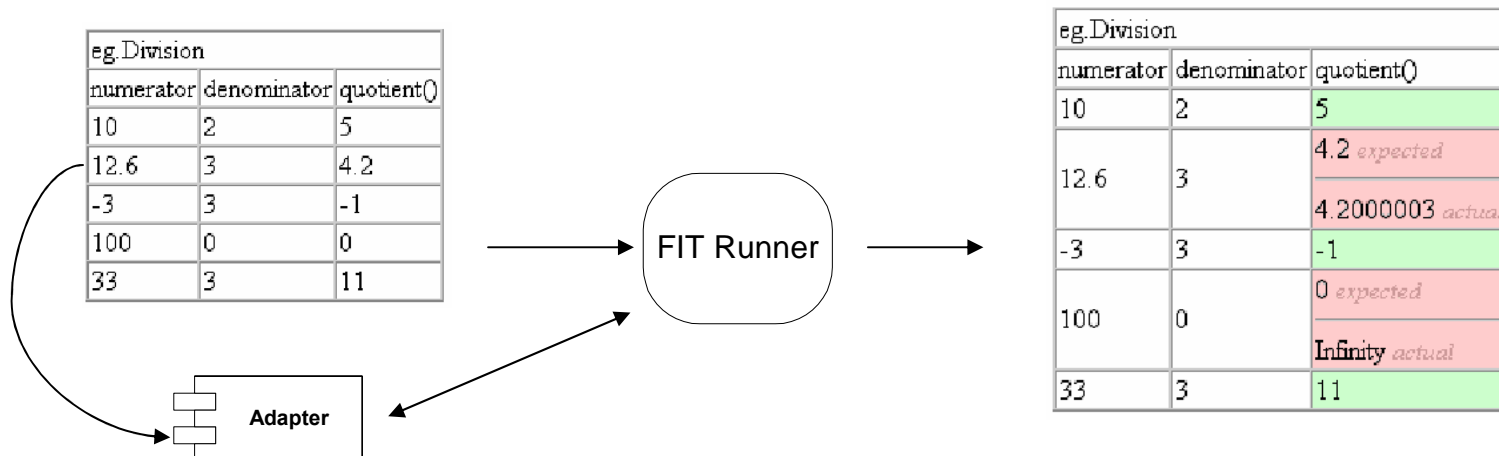 eg.Division
numerator denominator quotient()
10 2 5
12.6 3 4.2
-3 3 -1
100 0 0
33 3 11
Adapter
FIT Runner
eg.Division
numerator denominator quotient()
10 2 5
4.2 expected
12.6 3
4.2000003 actual
-3 3 -1
0 expected
100 0
Infinity actual
33 3 11